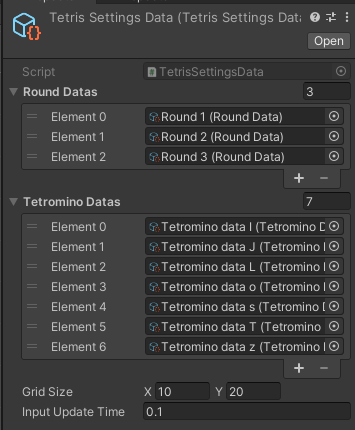 Tetris Settings Data (Tetris Settings Data
Open
Script TetrisSettingsData
Round Datas 3
Element 0 Round 1 (Round Data)
Element 1 Round 2 (Round Data)
Element 2 Round 3 (Round Data)
+ −
Tetromino Datas 7
Element 0 Tetromino data I (Tetromino D
Element 1 Tetromino data J (Tetromino I
Element 2 Tetromino data L (Tetromino I
Element 3 Tetromino data o (Tetromino I
Element 4 Tetromino data s (Tetromino I
Element 5 Tetromino data T (Tetromino
Element 6 Tetromino data z (Tetromino I
+ −
Grid Size X 10 Y 20
Input Update Time 0.1